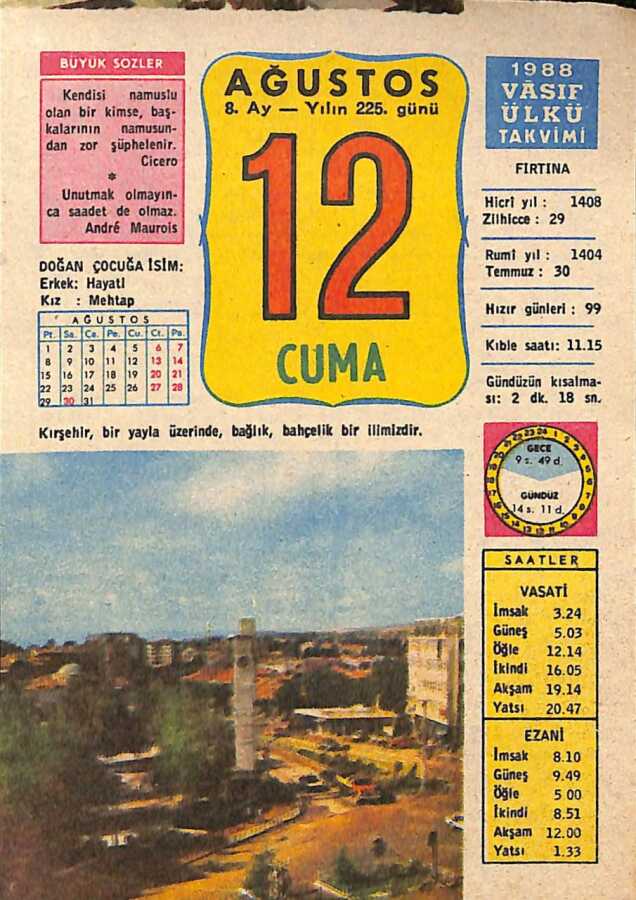 BÜYÜK SÖZLER
Kendisi namuslu
olan bir kimse, baş-
kalarının namusun-
dan zor şüphelenir.
Cicero
*
Unutmak olmayın-
ca saadet de olmaz.
André Maurois
DOĞAN ÇOCUĞA İSİM:
Erkek: Hayati
Kız : Mehtap
AĞUSTOS
Pt. Sa. Ça. Pe. Cu. Ct. Pa.
1 2 3 4 5 6 7
8 9 10 11 12 13 14
15 16 17 18 19 20 21
22 23 24 25 26 27 28
29 30 31
AĞUSTOS
8. Ay — Yılın 225. günü
12
CUMA
1988
VÂSIF
ÜLKÜ
TAKVİMİ
FIRTINA
Hicrî yıl : 1408
Zilhicce : 29
Rumî yıl : 1404
Temmuz : 30
Hızır günleri : 99
Kıble saati: 11.15
Gündüzün kısalma-
sı: 2 dk. 18 sn.
Kırşehir, bir yayla üzerinde, bağlık, bahçelik bir ilimizdir.
GECE
9 s. 49 d.
GÜNDÜZ
14 s. 11 d.
SAATLER
VASATİ
İmsak 3.24
Güneş 5.03
Öğle 12.14
İkindi 16.05
Akşam 19.14
Yatsı 20.47
EZANİ
İmsak 8.10
Güneş 9.49
Öğle 5 00
İkindi 8.51
Akşam 12.00
Yatsı 1.33